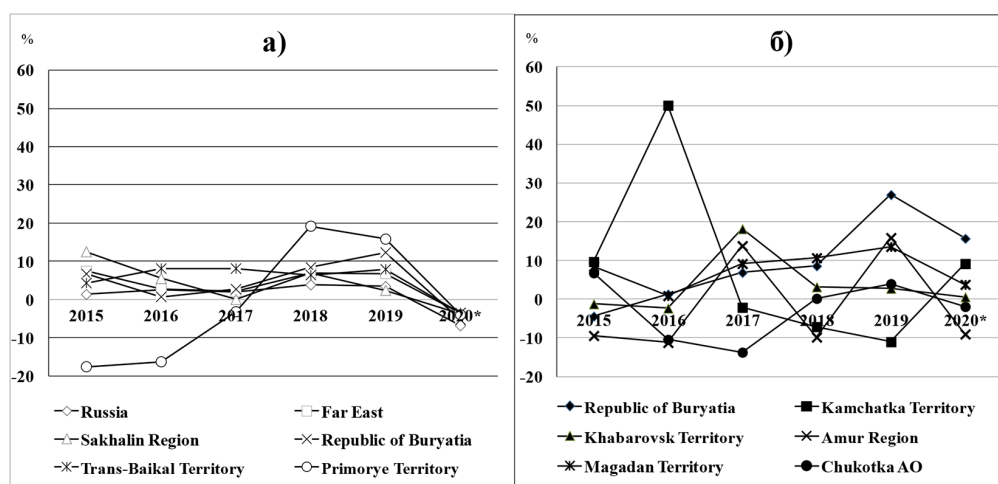 %
а)
60
50
40
30
20
10
0
-10
-20
2015 2016 2017 2018 2019 2020*
Russia Far East
Sakhalin Region Republic of Buryatia
Trans-Baikal Territory Primorye Territory
%
б)
60
50
40
30
20
10
0
-10
-20
2015 2016 2017 2018 2019 2020*
Republic of Buryatia Kamchatka Territory
Khabarovsk Territory Amur Region
Magadan Territory Chukotka AO